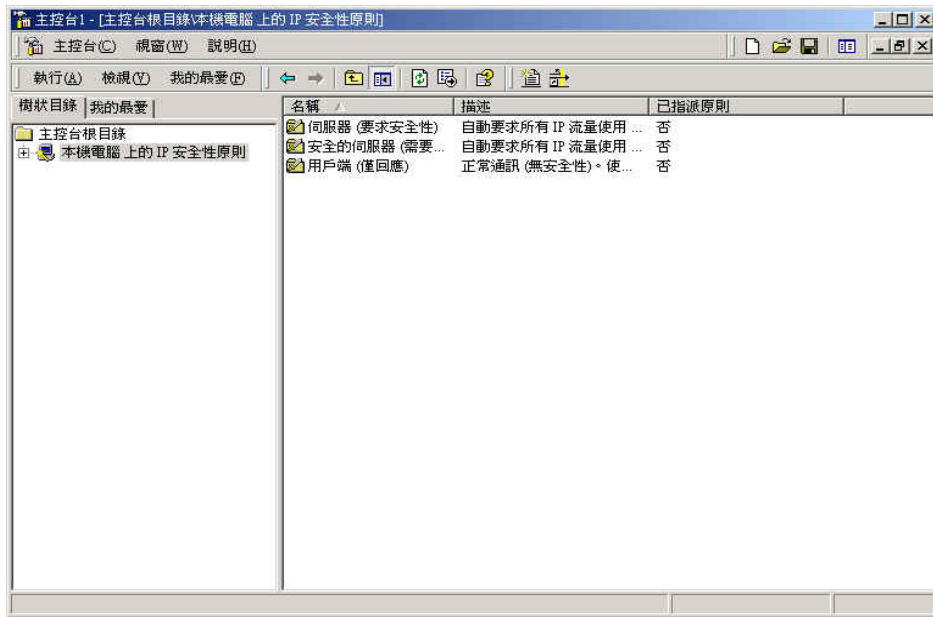 主控台1 - [主控台根目錄\本機電腦 上的 IP 安全性原則]
主控台(C) 視窗(W) 說明(H)
執行(A) 檢視(V) 我的最愛(F)
樹狀目錄 我的最愛
主控台根目錄
本機電腦 上的 IP 安全性原則
名稱 描述 已指派原則
伺服器 (要求安全性) 自動要求所有 IP 流量使用 ... 否
安全的伺服器 (需要... 自動要求所有 IP 流量使用 ... 否
用戶端 (僅回應) 正常通訊 (無安全性)。使... 否